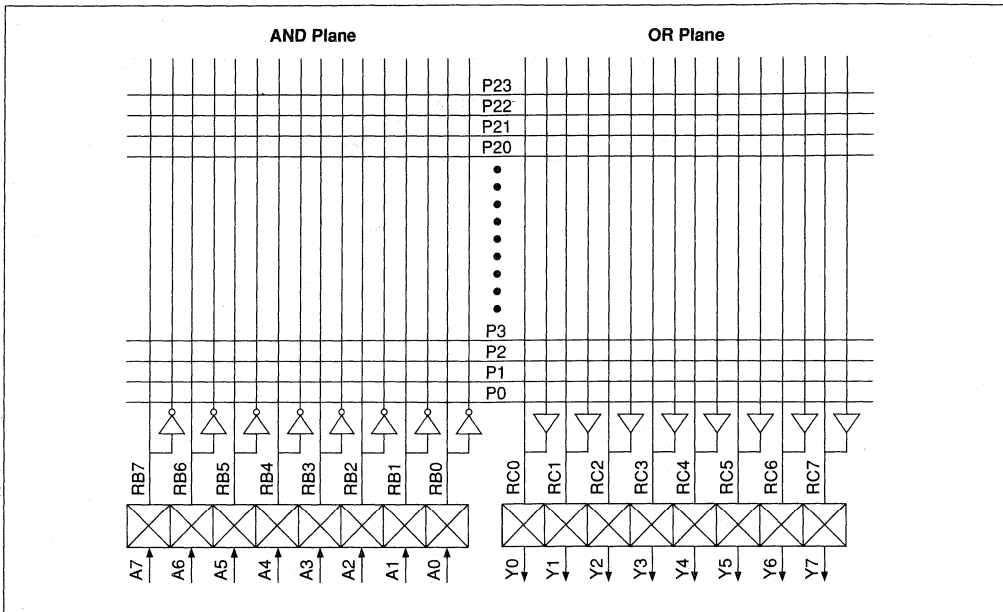 AND Plane OR Plane
P23
P22
P21
P20
P3
P2
P1
P0
RB7 RB6 RB5 RB4 RB3 RB2 RB1 RB0 RC0 RC1 RC2 RC3 RC4 RC5 RC6 RC7
A7 A6 A5 A4 A3 A2 A1 A0 Y0 Y1 Y2 Y3 Y4 Y5 Y6 Y7